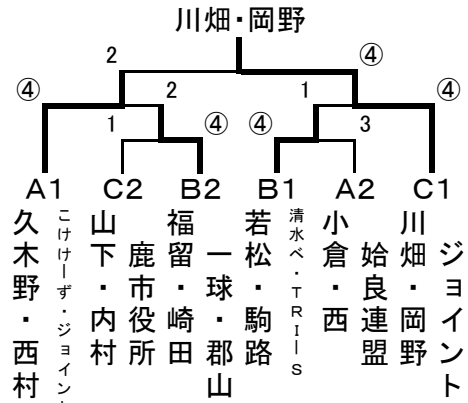 川畑・岡野
2
④
④
2
1
④
1
④
④
3
A1
C2
B2
B1
A2
C1
久木野・西村
こけけーず・ジョイント
山下・内村
鹿市役所
福留・崎田
一球・郡山
若松・駒路
清水ベ・TRIIS
小倉・西
姶良連盟
川畑・岡野
ジョイント